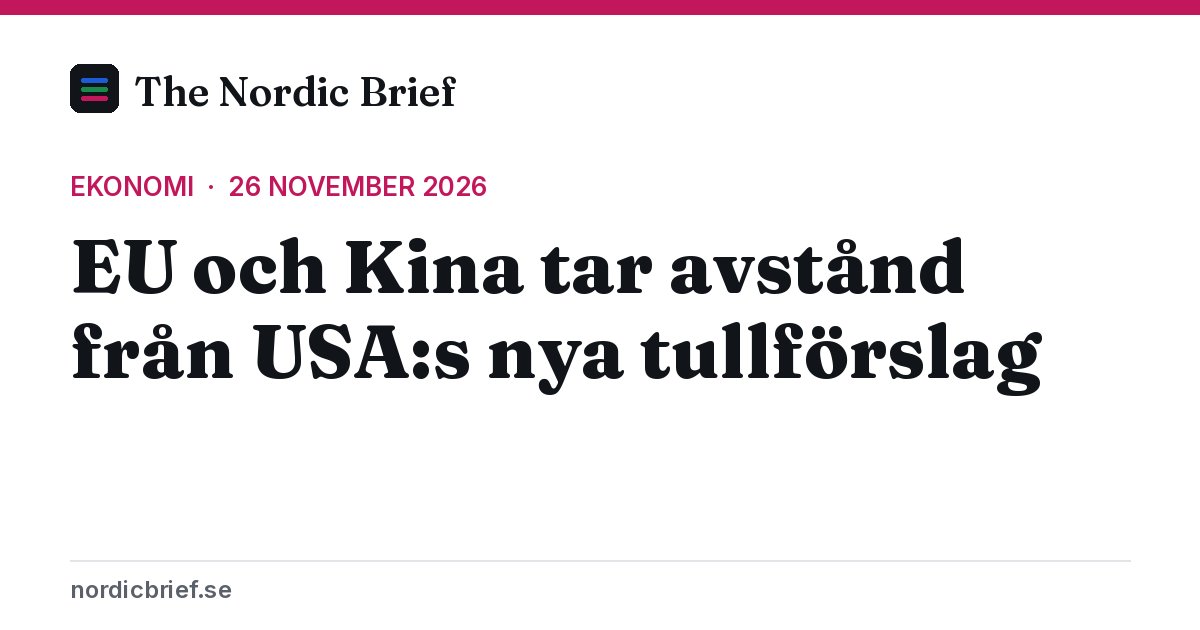 The Nordic Brief
EKONOMI · 26 NOVEMBER 2026
EU och Kina tar avstånd
från USA:s nya tullförslag
nordicbrief.se